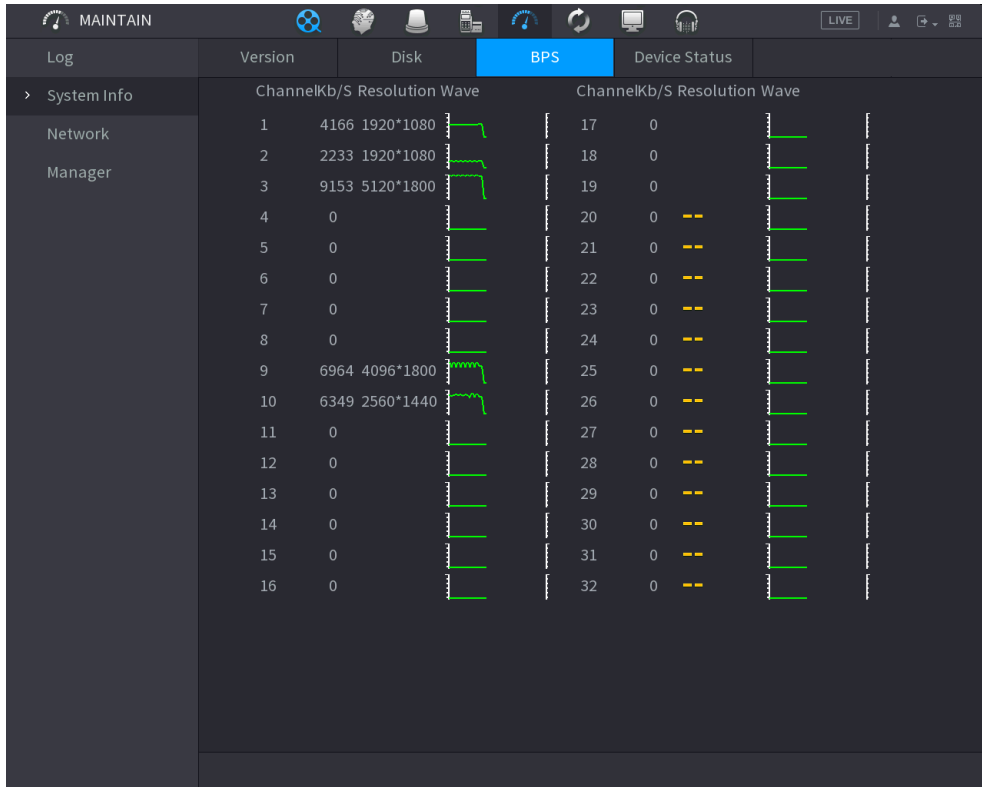 MAINTAIN LIVE
Log Version Disk BPS Device Status
System Info ChannelKb/S Resolution Wave ChannelKb/S Resolution Wave
1 4166 1920*1080 17 0
Network
2 2233 1920*1080 18 0
Manager
3 9153 5120*1800 19 0
4 0 20 0 --
5 0 21 0 --
6 0 22 0 --
7 0 23 0 --
8 0 24 0 --
9 6964 4096*1800 25 0 --
10 6349 2560*1440 26 0 --
11 0 27 0 --
12 0 28 0 --
13 0 29 0 --
14 0 30 0 --
15 0 31 0 --
16 0 32 0 --